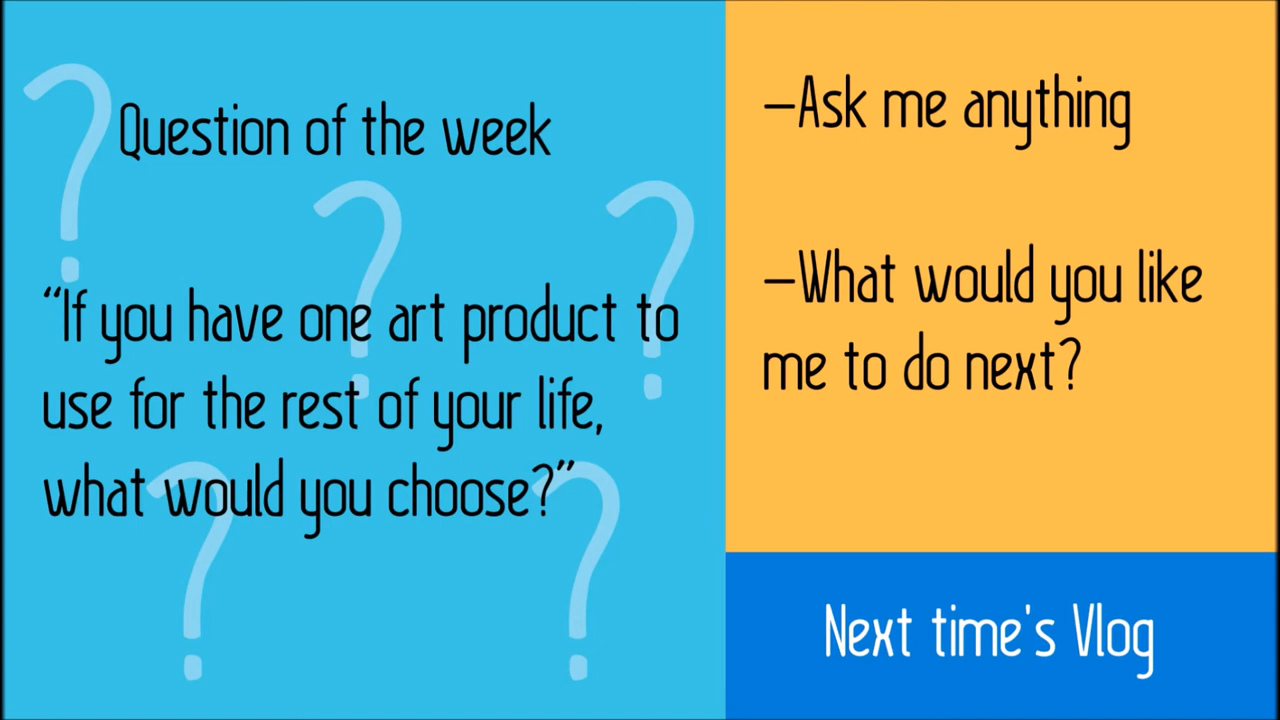 Question of the week
“If you have one art product to
use for the rest of your life,
what would you choose?”
–Ask me anything
–What would you like
me to do next?
Next time's Vlog